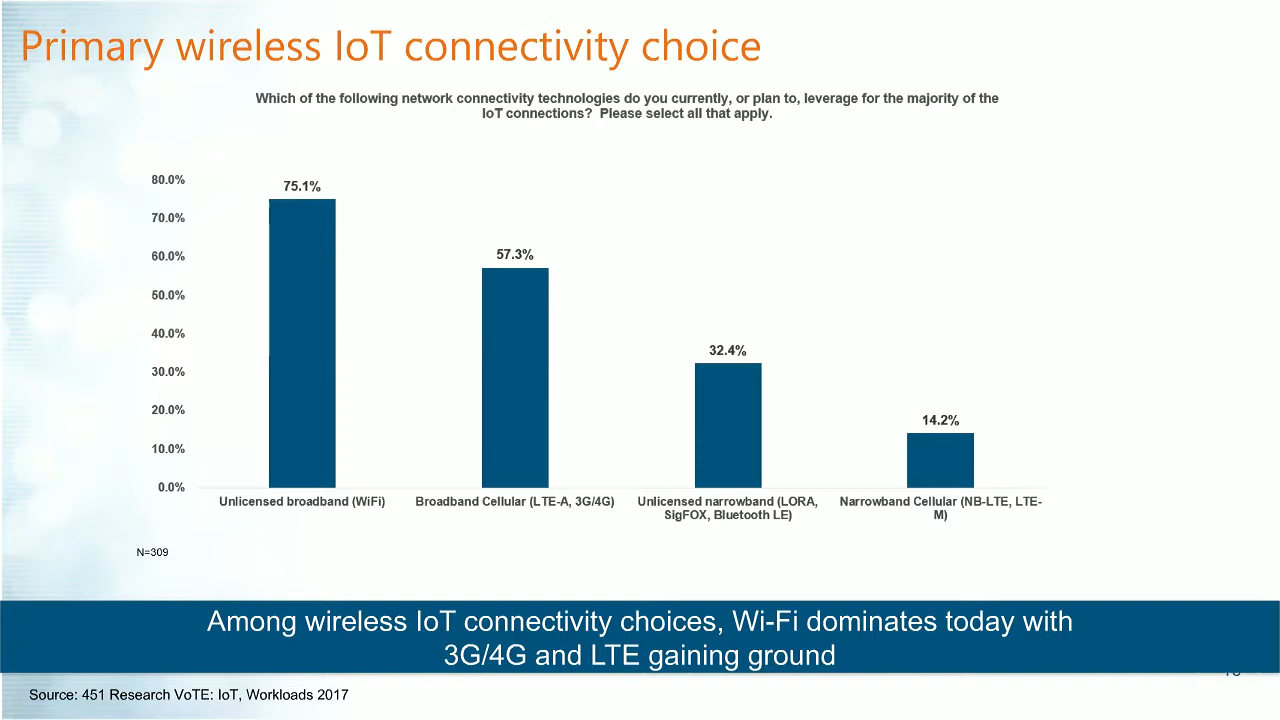 Primary wireless IoT connectivity choice
Which of the following network connectivity technologies do you currently, or plan to, leverage for the majority of the
IoT connections? Please select all that apply.
80.0%
70.0%
60.0%
50.0%
40.0%
30.0%
20.0%
10.0%
0.0%
75.1%
57.3%
32.4%
14.2%
Unlicensed broadband (WiFi)
Broadband Cellular (LTE-A, 3G/4G)
Unlicensed narrowband (LORA,
SigFOX, Bluetooth LE)
Narrowband Cellular (NB-LTE, LTE-
M)
N=309
Among wireless IoT connectivity choices, Wi-Fi dominates today with
3G/4G and LTE gaining ground
Source: 451 Research VoTE: IoT, Workloads 2017